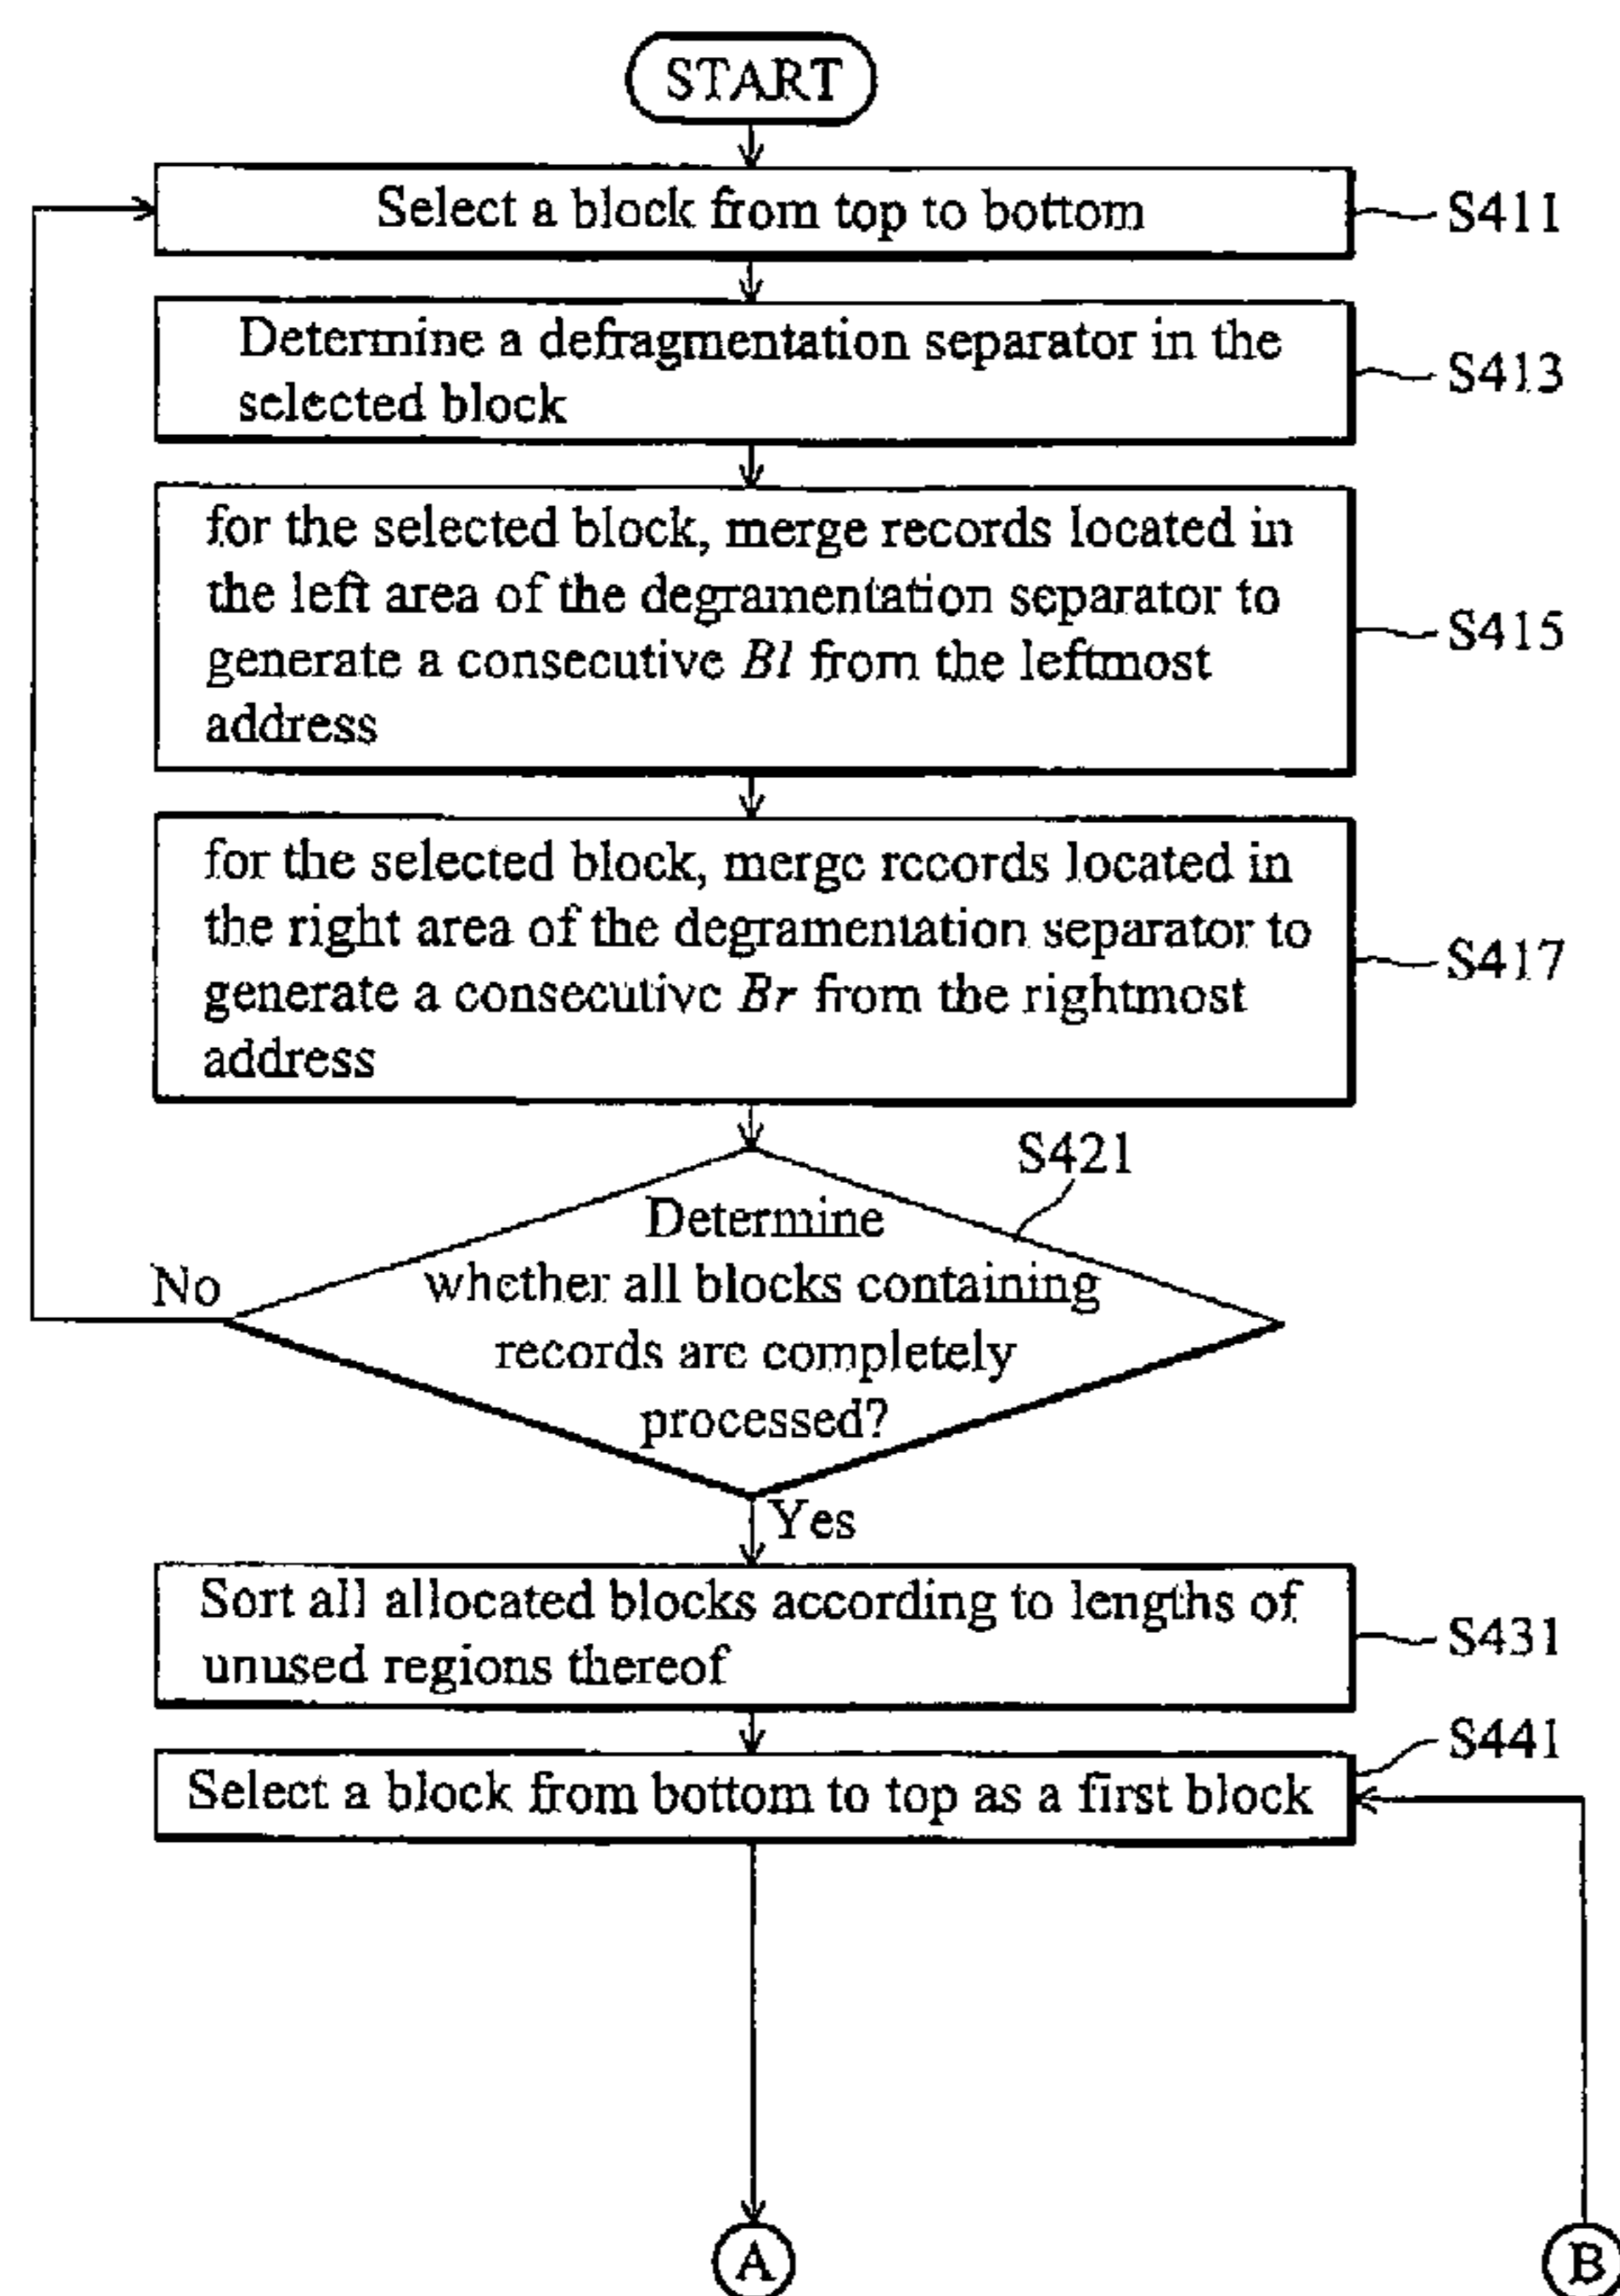 START
Select a block from top to bottom
S411
Determine a defragmentation separator in the
selected block
S413
for the selected block, merge records located in
the left area of the degramentation separator to
generate a consecutive Bl from the leftmost
address
S415
for the selected block, merge records located in
the right area of the degramentation separator to
generate a consecutive Br from the rightmost
address
S417
S421
Determine
whether all blocks containing
records are completely
processed?
No
Yes
Sort all allocated blocks according to lengths of
unused regions thereof
S431
S441
Select a block from bottom to top as a first block
A
B